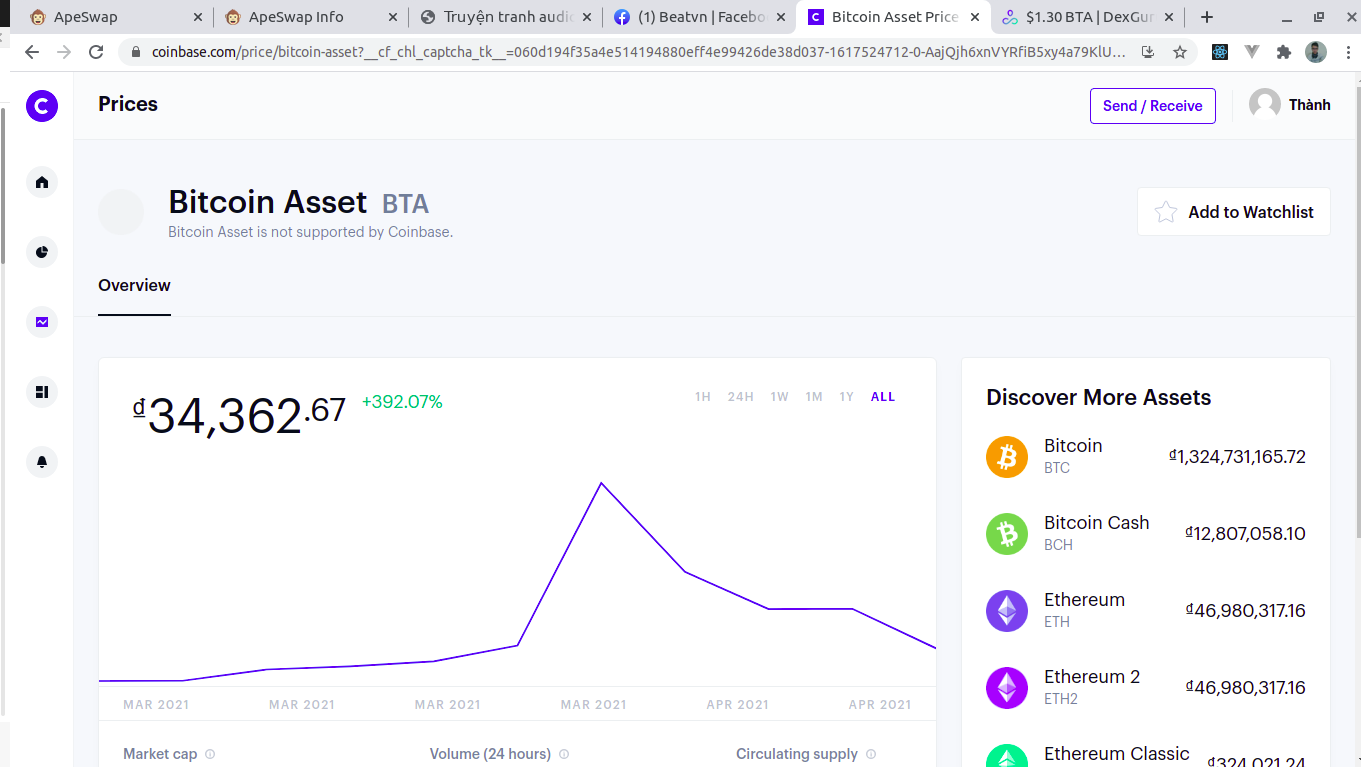 ApeSwap
ApeSwap Info
Truyện tranh audi
(1) Beatvn | Facebo
Bitcoin Asset Price
$1.30 BTA | DexGu
coinbase.com/price/bitcoin-asset?__cf_chl_captcha_tk__=060d194f35a4e514194880eff4e99426de38d037-1617524712-0-AajQjh6xnVYRfiB5xy4a79KlU...
Prices
Send / Receive
Thành
Bitcoin Asset BTA
Bitcoin Asset is not supported by Coinbase.
Add to Watchlist
Overview
₫34,362.67 +392.07%
1H 24H 1W 1M 1Y ALL
MAR 2021 MAR 2021 MAR 2021 MAR 2021 APR 2021 APR 2021
Market cap
Volume (24 hours)
Circulating supply
Discover More Assets
Bitcoin
BTC
₫1,324,731,165.72
Bitcoin Cash
BCH
₫12,807,058.10
Ethereum
ETH
₫46,980,317.16
Ethereum 2
ETH2
₫46,980,317.16
Ethereum Classic
₫324,021.24